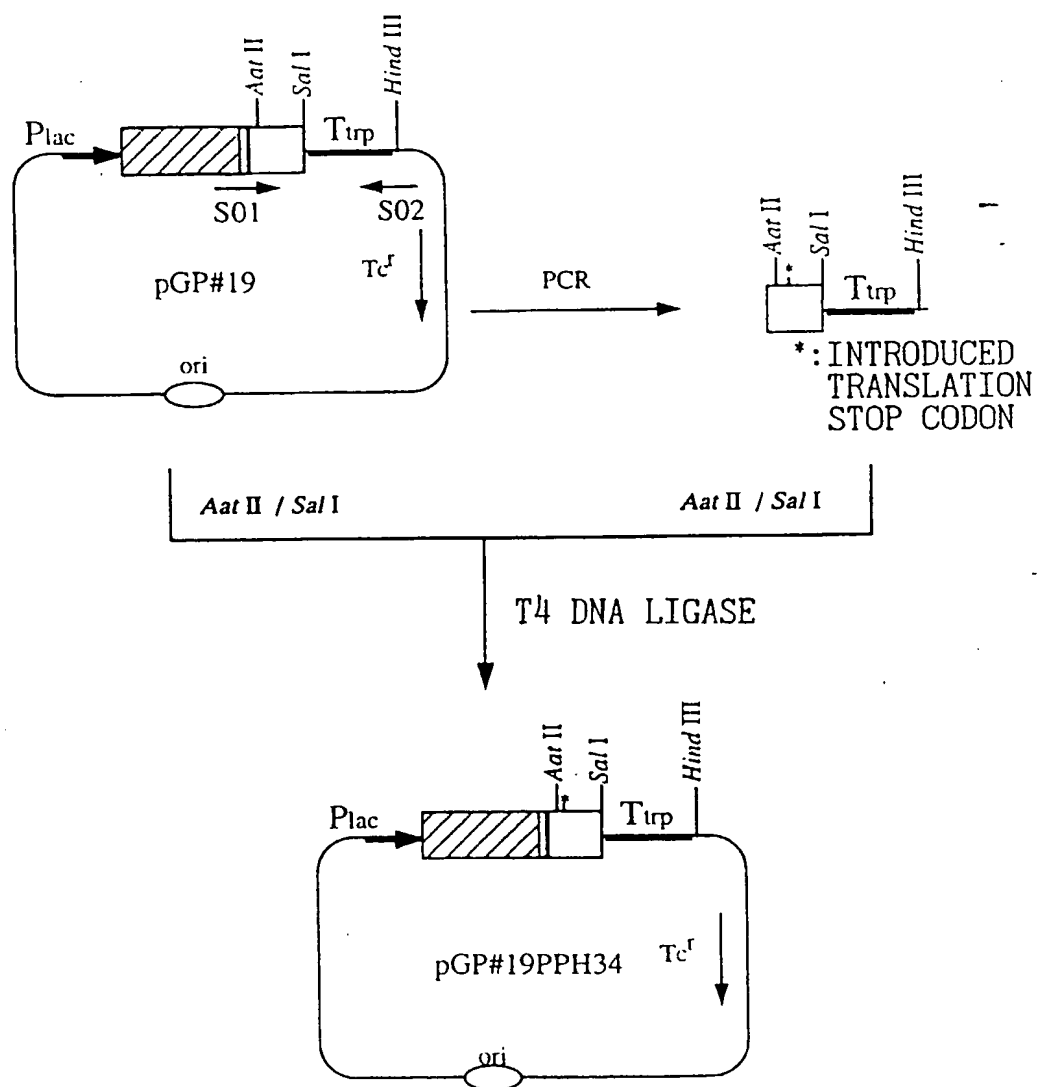 Aat II
Sal I
Hind III
Plac
Ttrp
S01
S02
Tcr
pGP#19
ori
PCR
Aat II
*
Sal I
Hind III
Ttrp
*:INTRODUCED
TRANSLATION
STOP CODON
Aat II / Sal I
Aat II / Sal I
T4 DNA LIGASE
Aat II
*
Sal I
Hind III
Plac
Ttrp
Tcr
pGP#19PPH34
ori